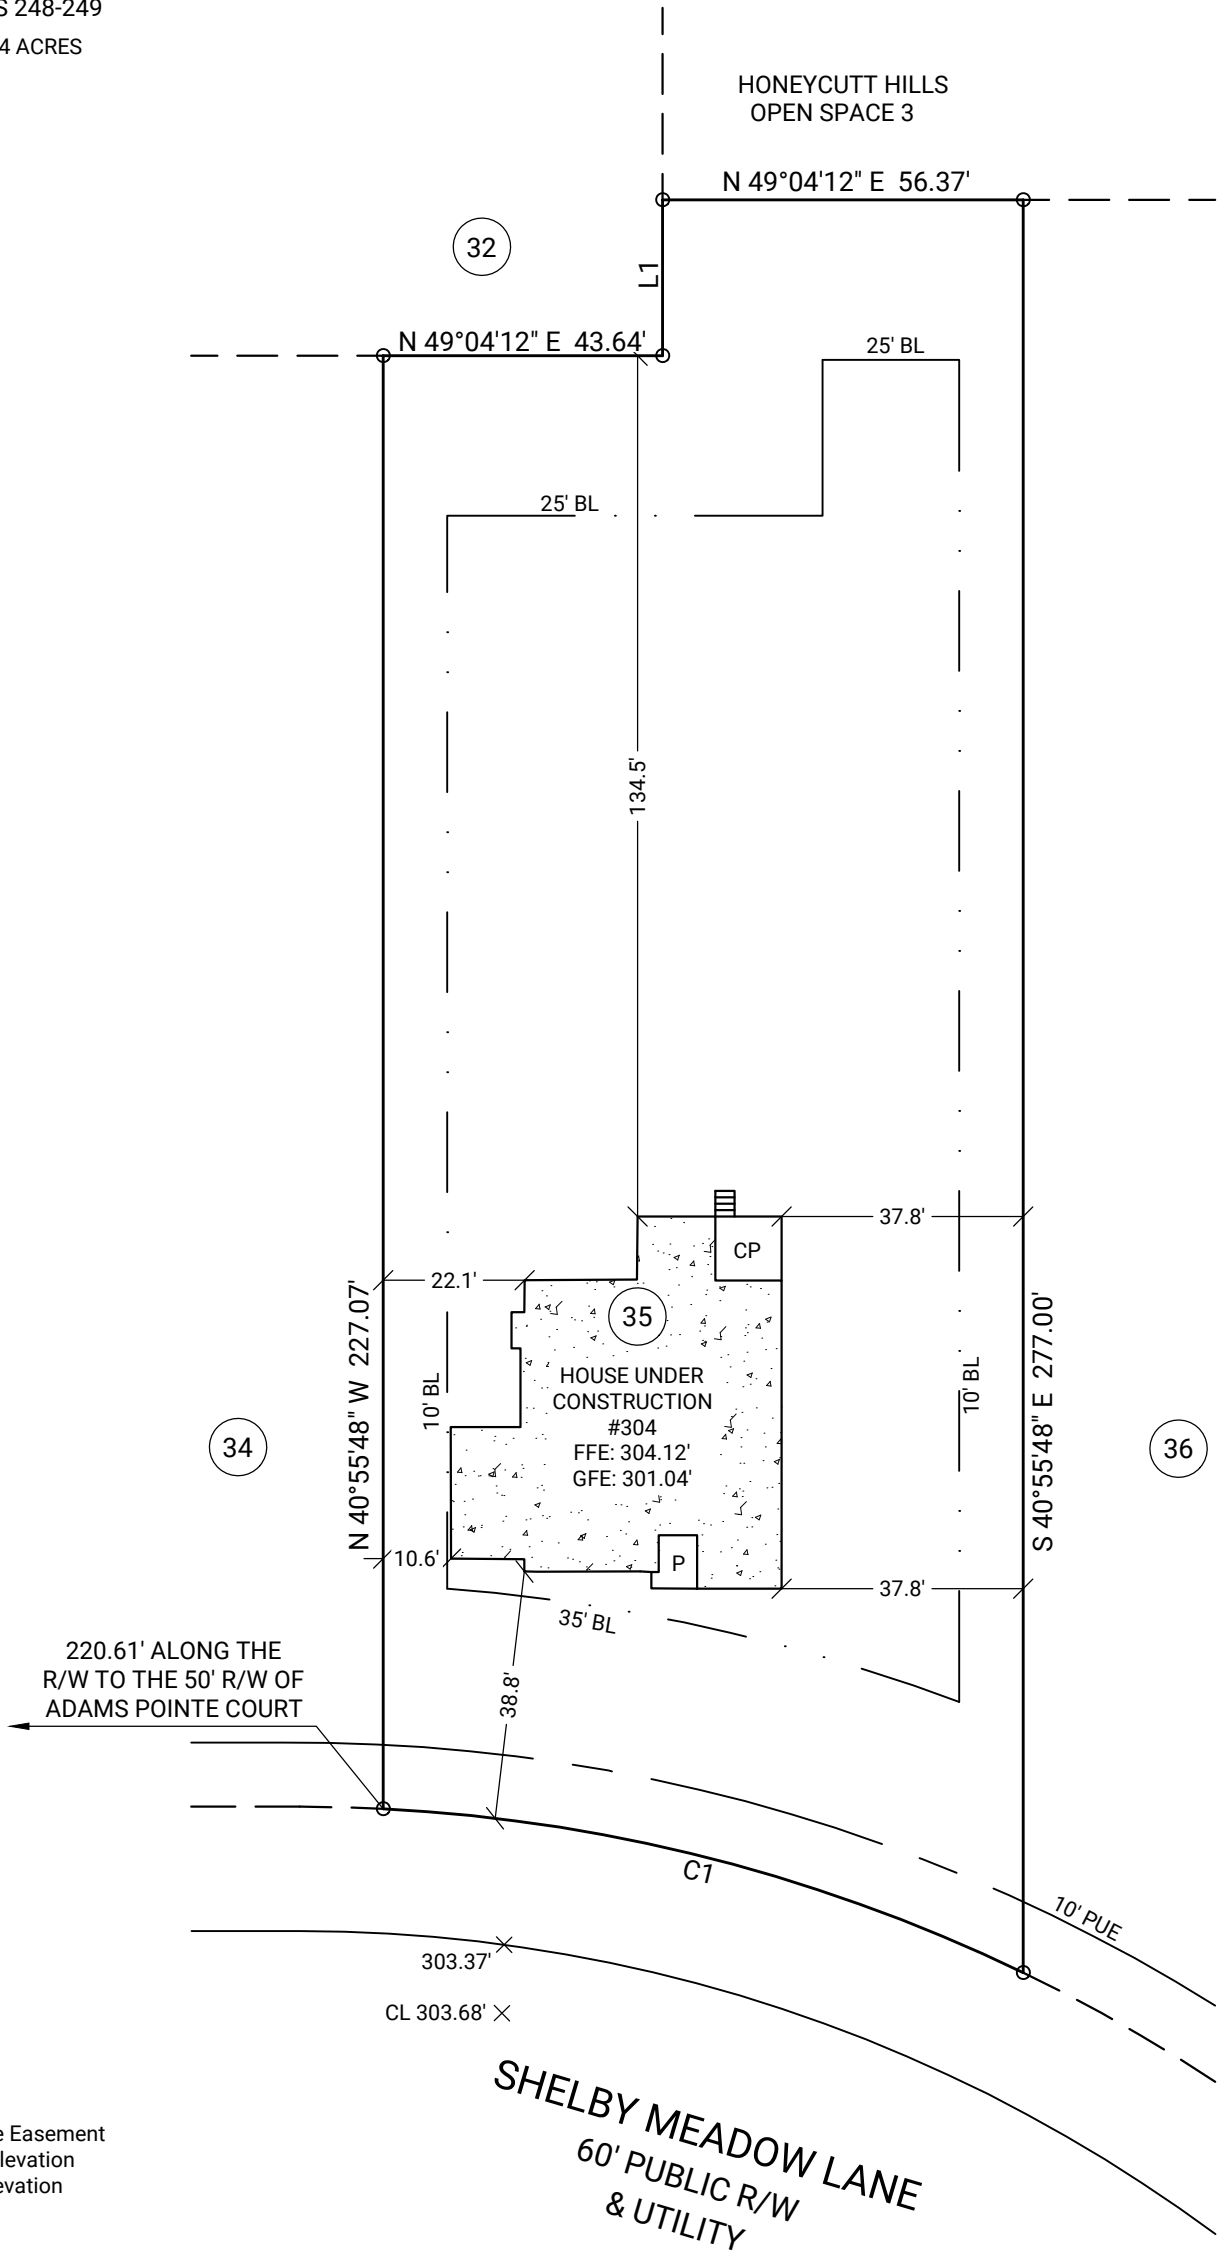 S 248-249
4 ACRES
HONEYCUTT HILLS
OPEN SPACE 3
N 49°04'12" E 56.37'
32
L1
N 49°04'12" E 43.64'
25' BL
25' BL
134.5'
37.8'
CP
22.1'
35
N 40°55'48" W 227.07'
S 40°55'48" E 277.00'
10' BL
10' BL
HOUSE UNDER
CONSTRUCTION
#304
FFE: 304.12'
GFE: 301.04'
34
36
10.6'
P
37.8'
35' BL
220.61' ALONG THE
R/W TO THE 50' R/W OF
ADAMS POINTE COURT
38.8'
C1
10' PUE
303.37'
CL 303.68'
SHELBY MEADOW LANE
60' PUBLIC R/W
& UTILITY
e Easement
levation
evation